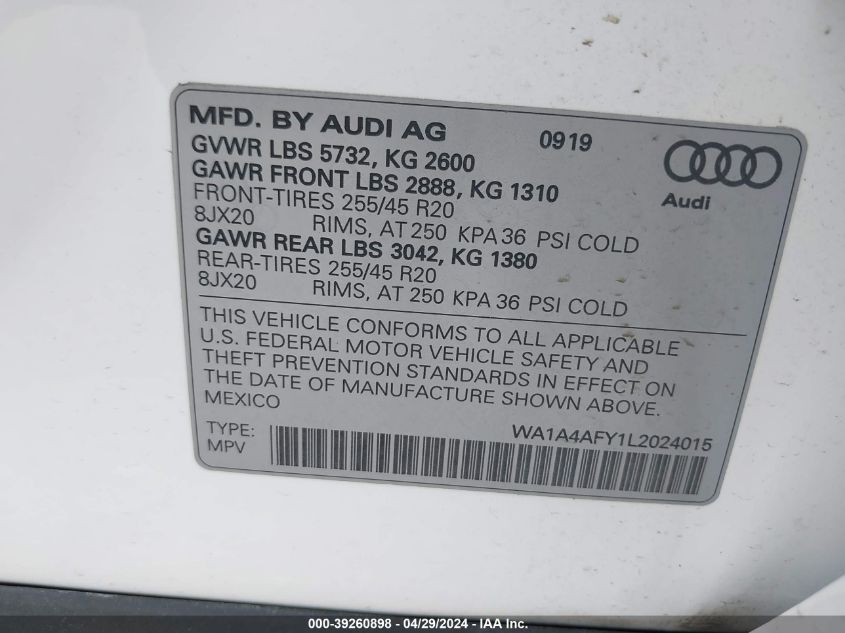 MFD. BY AUDI AG 0919
GVWR LBS 5732, KG 2600
GAWR FRONT LBS 2888, KG 1310
FRONT-TIRES 255/45 R20
8JX20 RIMS, AT 250 KPA 36 PSI COLD
GAWR REAR LBS 3042, KG 1380
REAR-TIRES 255/45 R20
8JX20 RIMS, AT 250 KPA 36 PSI COLD
Audi
THIS VEHICLE CONFORMS TO ALL APPLICABLE
U.S. FEDERAL MOTOR VEHICLE SAFETY AND
THEFT PREVENTION STANDARDS IN EFFECT ON
THE DATE OF MANUFACTURE SHOWN ABOVE.
MEXICO
TYPE: WA1A4AFY1L2024015
MPV
000-39260898 - 04/29/2024 - IAA Inc.